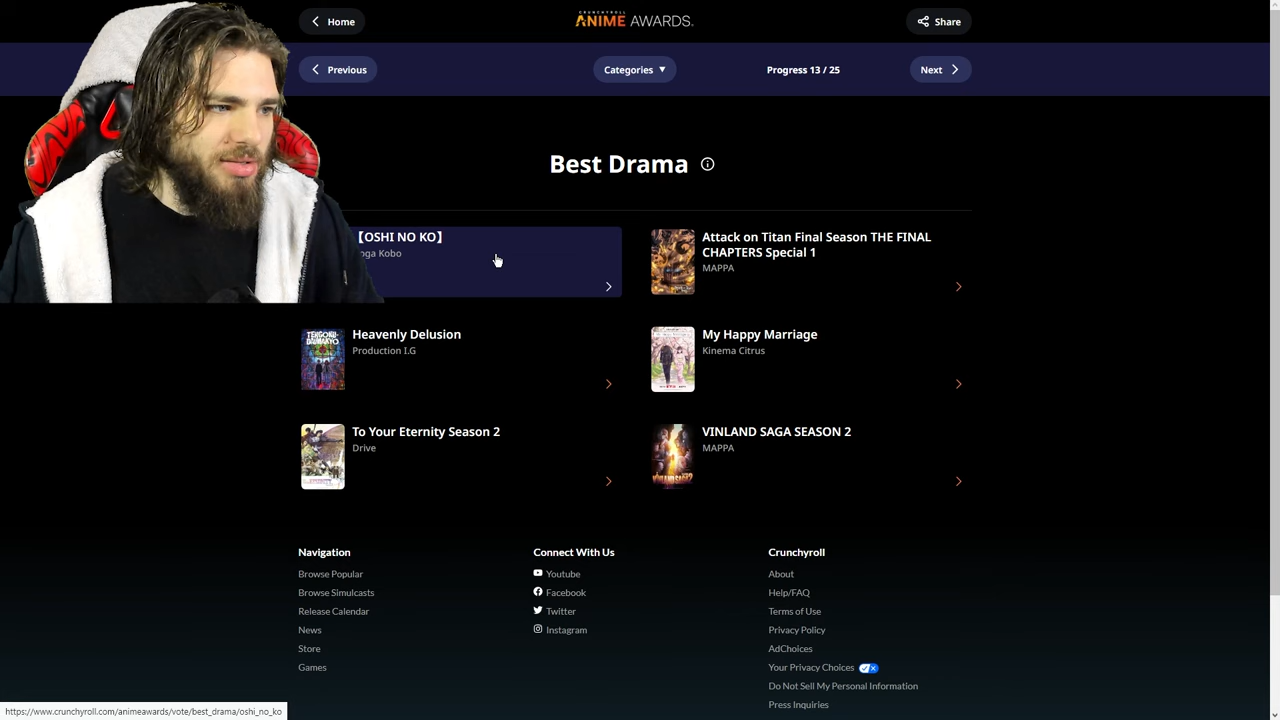 Home
CRUNCHYROLL
ANIME AWARDS.
Share
Previous
Categories ▼
Progress 13 / 25
Next
Best Drama
【OSHI NO KO】
oga Kobo
Attack on Titan Final Season THE FINAL
CHAPTERS Special 1
MAPPA
Heavenly Delusion
Production I.G
My Happy Marriage
Kinema Citrus
To Your Eternity Season 2
Drive
VINLAND SAGA SEASON 2
MAPPA
Navigation
Connect With Us
Crunchyroll
Browse Popular
Youtube
About
Browse Simulcasts
Facebook
Help/FAQ
Release Calendar
Twitter
Terms of Use
News
Instagram
Privacy Policy
Store
AdChoices
Games
Your Privacy Choices
Do Not Sell My Personal Information
Press Inquiries
https://www.crunchyroll.com/animeawards/vote/best_drama/oshi_no_ko